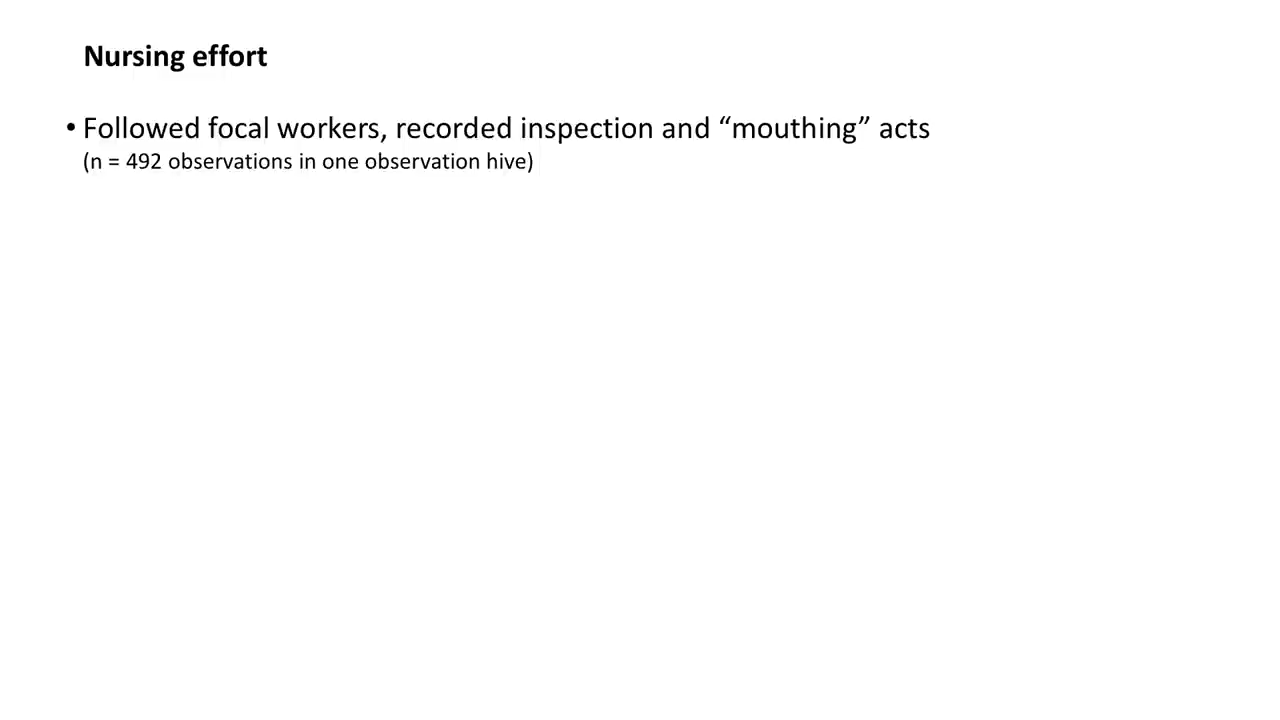 Nursing effort
• Followed focal workers, recorded inspection and “mouthing” acts
(n = 492 observations in one observation hive)